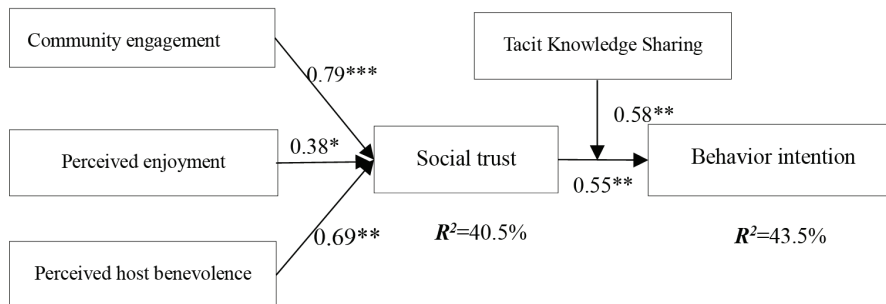 Community engagement
Tacit Knowledge Sharing
0.79***
0.58**
Perceived enjoyment
0.38*
Social trust
Behavior intention
0.55**
0.69**
R²=40.5%
R²=43.5%
Perceived host benevolence